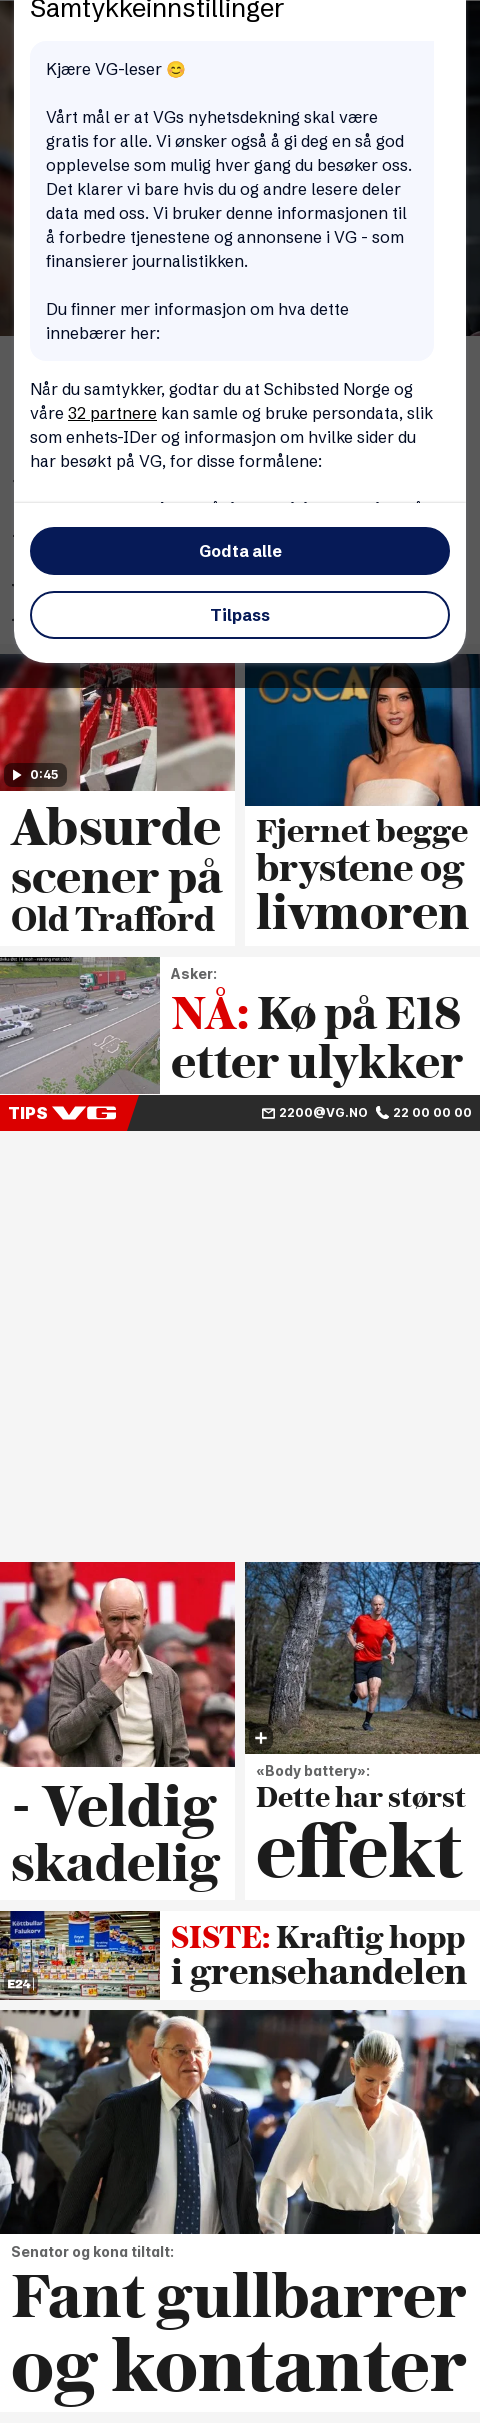 Samtykkeinnstillinger
Kjære VG-leser 😊
Vårt mål er at VGs nyhetsdekning skal være
gratis for alle. Vi ønsker også å gi deg en så god
opplevelse som mulig hver gang du besøker oss.
Det klarer vi bare hvis du og andre lesere deler
data med oss. Vi bruker denne informasjonen til
å forbedre tjenestene og annonsene i VG - som
finansierer journalistikken.
Du finner mer informasjon om hva dette
innebærer her:
Når du samtykker, godtar du at Schibsted Norge og
våre 32 partnere kan samle og bruke persondata, slik
som enhets-IDer og informasjon om hvilke sider du
har besøkt på VG, for disse formålene:
Godta alle
Tilpass
0:45
Absurde
scener på
Old Trafford
OSCA
Fjernet begge
brystene og
livmoren
Asker:
NÅ: Kø på E18
etter ulykker
TIPS VG
2200@VG.NO 22 00 00 00
- Veldig
skadelig
«Body battery»:
Dette har størst
effekt
Köttbullar
Falukorv
E24
SISTE: Kraftig hopp
i grensehandelen
Senator og kona tiltalt:
Fant gullbarrer
og kontanter